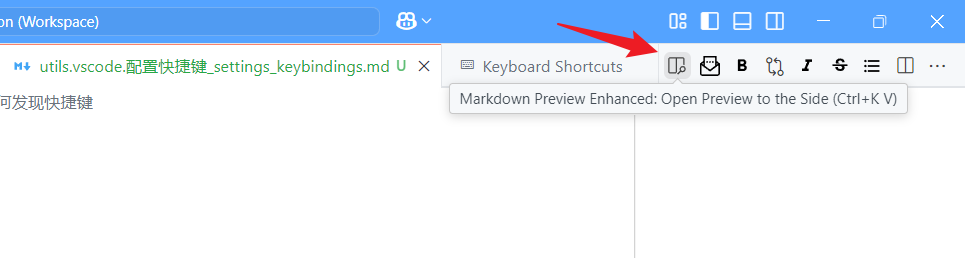 on (Workspace)
utils.vscode.配置快捷键_settings_keybindings.md U
Keyboard Shortcuts
B
I
S
何发现快捷键
Markdown Preview Enhanced: Open Preview to the Side (Ctrl+K V)